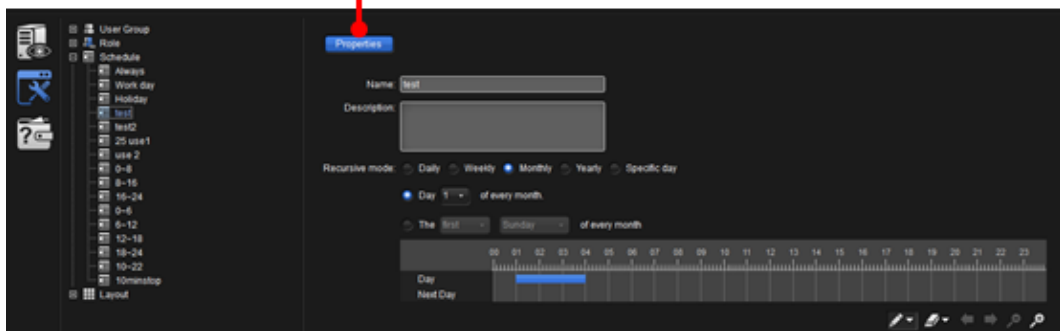 User Group
Role
Schedule
Always
Work day
Holiday
test
test2
25 use1
use 2
0~8
8~16
16~24
0~6
6~12
12~18
18~24
10~22
10minstop
Layout
Properties
Name: test
Description:
Recursive mode: Daily Weekly Monthly Yearly Specific day
Day 1 of every month.
The first Sunday of every month
00 01 02 03 04 05 06 07 08 09 10 11 12 13 14 15 16 17 18 19 20 21 22 23
Day
Next Day